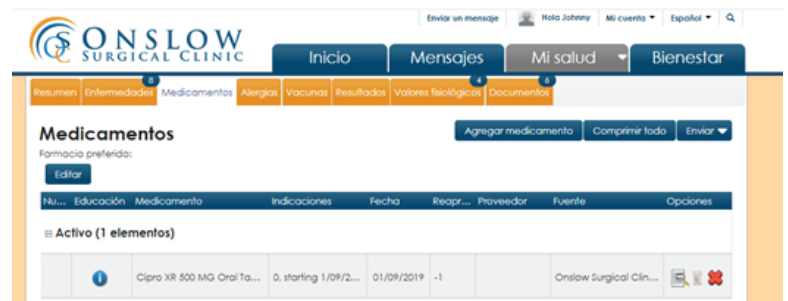 Enviar un mensaje Hola Johnny Mi cuenta Español
GS ONSLOW
SURGICAL CLINIC
Inicio Mensajes Mi salud Bienestar
8 4 6
Resumen Enfermedades Medicamentos Alergias Vacunas Resultados Valores fisiológicos Documentos
Medicamentos
Agregar medicamento Comprimir todo Enviar
Farmacia preferida:
Editar
Nu... Educación Medicamento Indicaciones Fecha Reapr... Proveedor Fuente Opciones
Activo (1 elementos)
Cipro XR 500 MG Oral Ta... 0, starting 1/09/2... 01/09/2019 -1 Onslow Surgical Clin...